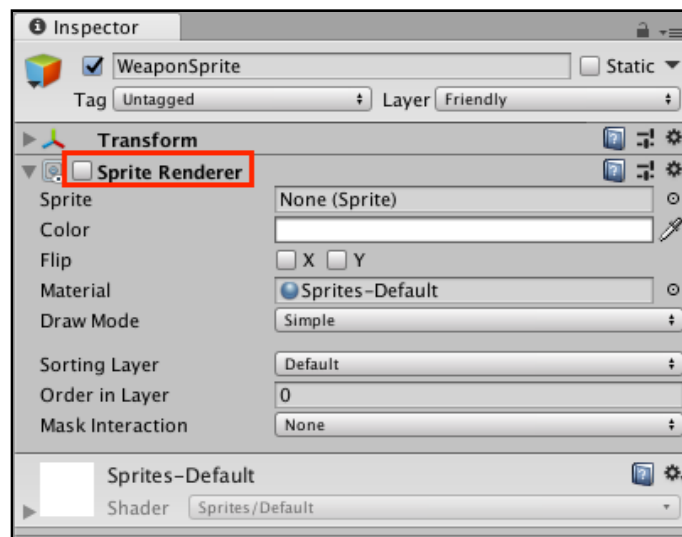 Inspector
WeaponSprite Static
Tag Untagged Layer Friendly
Transform
Sprite Renderer
Sprite None (Sprite)
Color
Flip X Y
Material Sprites-Default
Draw Mode Simple
Sorting Layer Default
Order in Layer 0
Mask Interaction None
Sprites-Default
Shader Sprites/Default